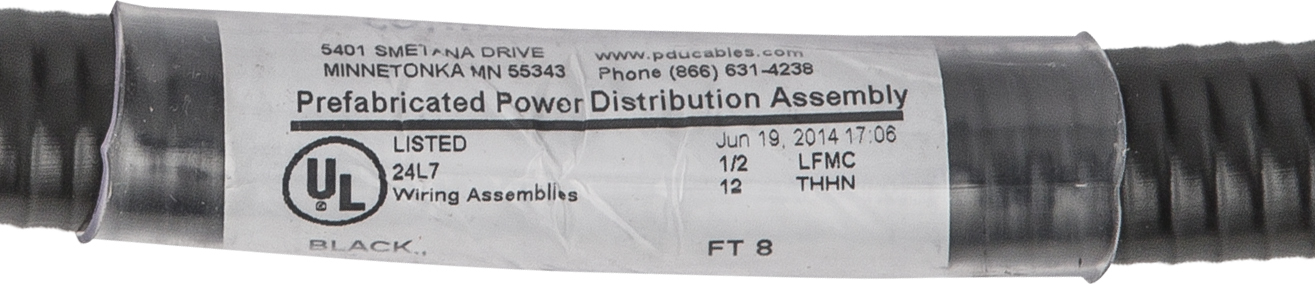 5401 SMETANA DRIVE www.pducables.com
MINNETONKA MN 55343 Phone (866) 631-4238
Prefabricated Power Distribution Assembly
LISTED Jun 19, 2014 17:06
UL 24L7 1/2 LFMC
Wiring Assemblies 12 THHN
BLACK., FT 8